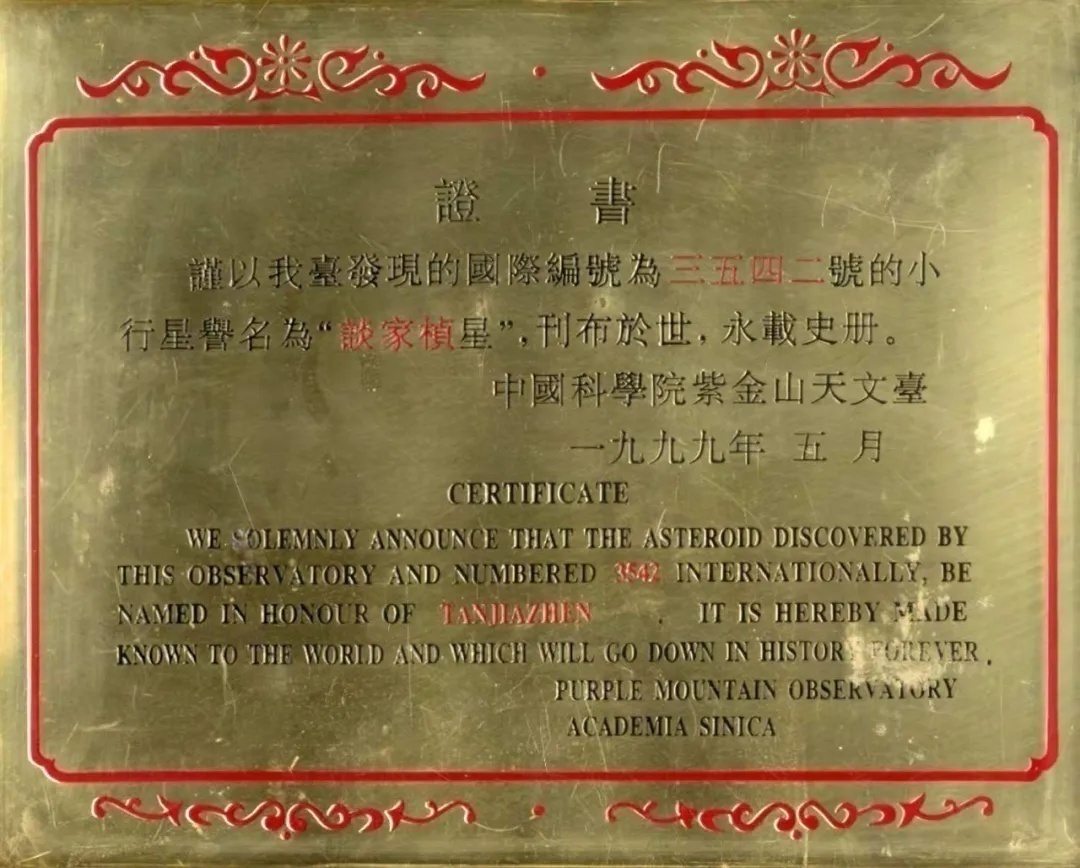 證書
謹以我臺發現的國際編號為三五四二號的小
行星譽名為“談家楨星”,刊布於世,永載史册。
中國科學院紫金山天文臺
一九九九年 五 月
CERTIFICATE
WE SOLEMNLY ANNOUNCE THAT THE ASTEROID DISCOVERED BY
THIS OBSERVATORY AND NUMBERED 3542 INTERNATIONALLY, BE
NAMED IN HONOUR OF TANJIAZHEN . IT IS HEREBY MADE
KNOWN TO THE WORLD AND WHICH WILL GO DOWN IN HISTORY FOREVER.
PURPLE MOUNTAIN OBSERVATORY
ACADEMIA SINICA